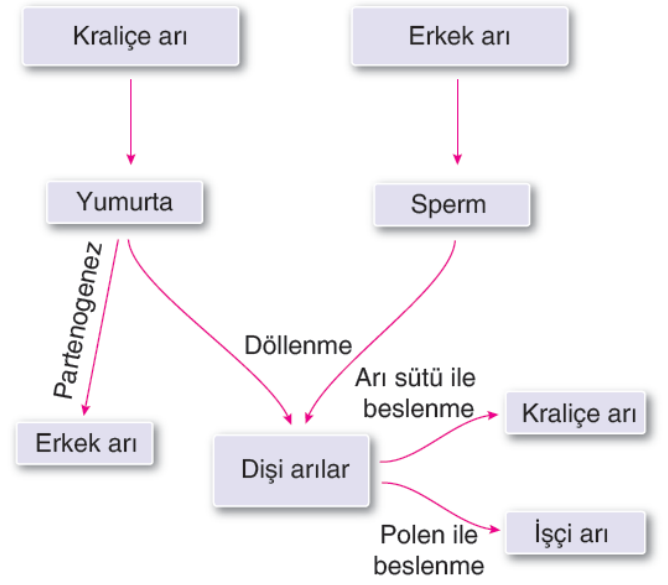 Kraliçe arı
Erkek arı
Yumurta
Sperm
Partenogenez
Döllenme
Arı sütü ile
beslenme
Kraliçe arı
Erkek arı
Dişi arılar
Polen ile
beslenme
İşçi arı